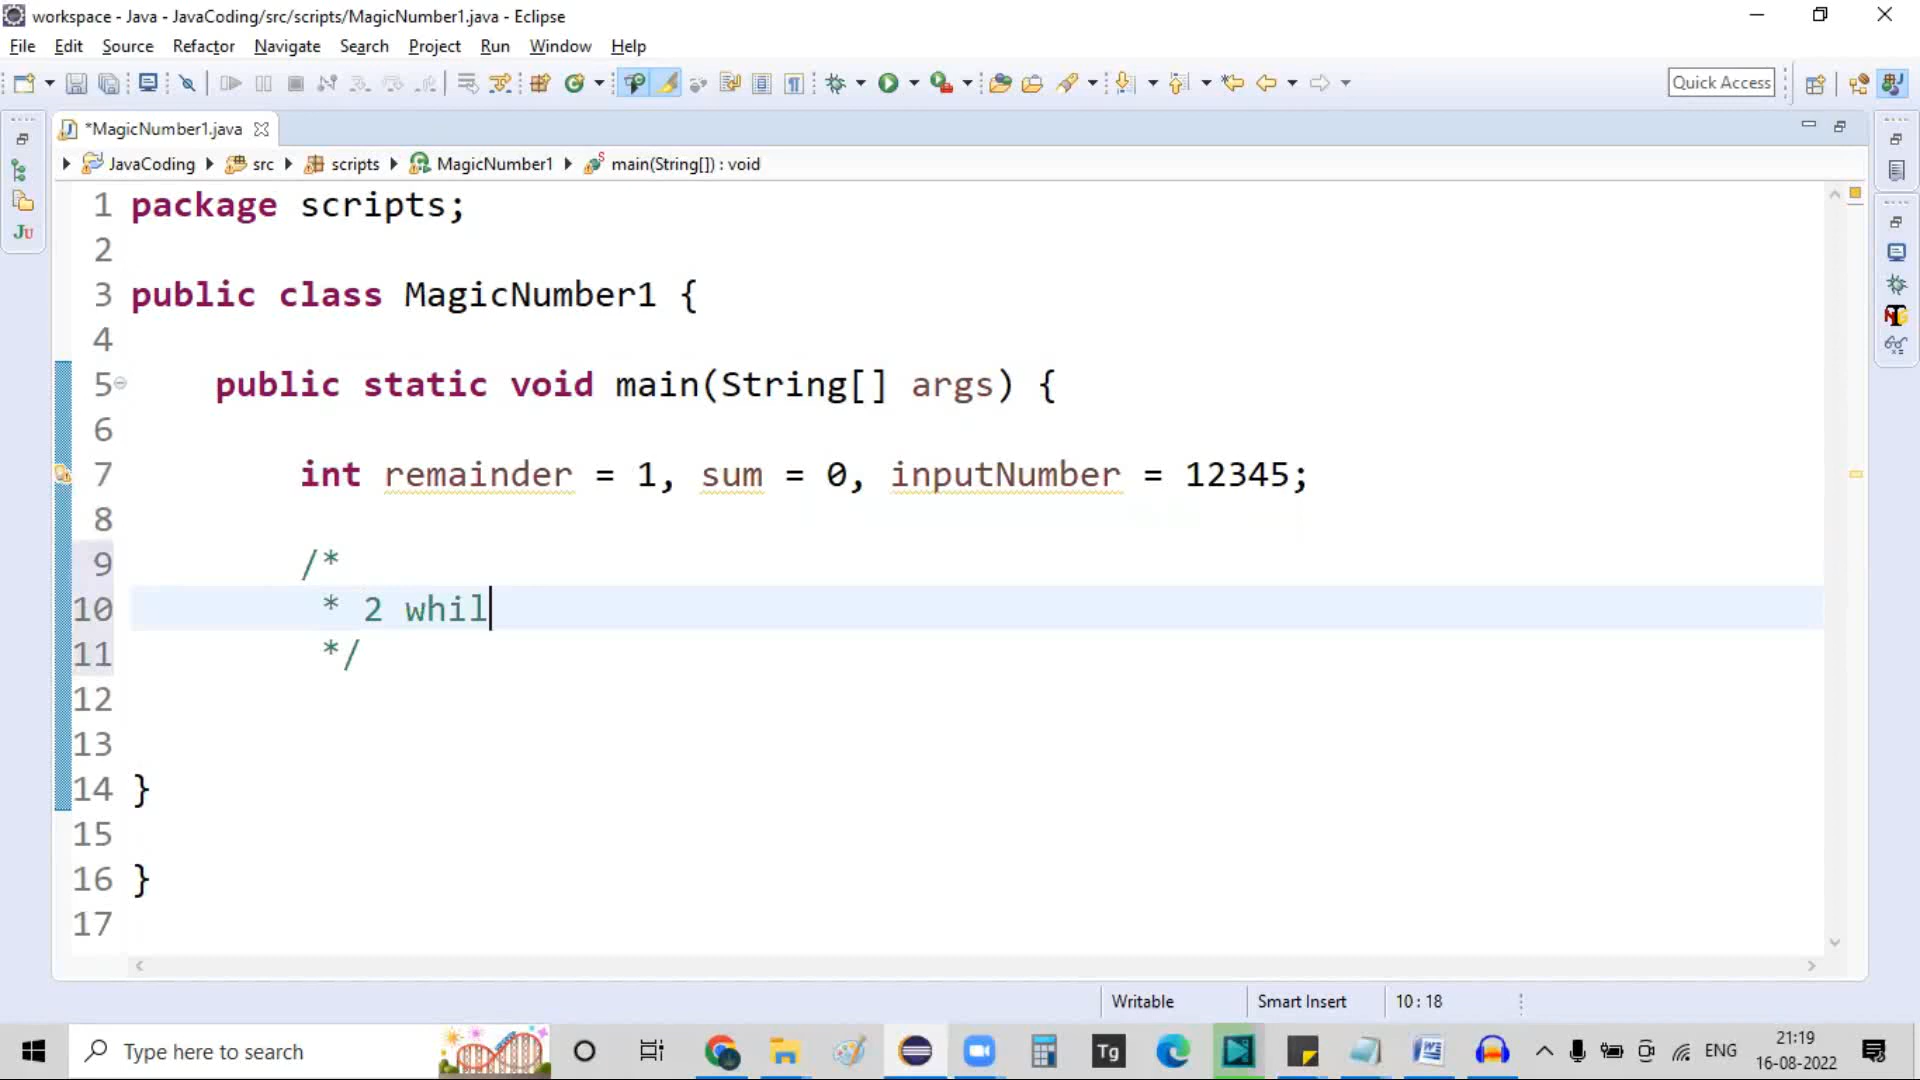 workspace - Java - JavaCoding/src/scripts/MagicNumber1.java - Eclipse
File Edit Source Refactor Navigate Search Project Run Window Help
Quick Access
*MagicNumber1.java
JavaCoding src scripts MagicNumber1 main(String[]) : void
1 package scripts;
2
3 public class MagicNumber1 {
4
5 public static void main(String[] args) {
6
7 int remainder = 1, sum = 0, inputNumber = 12345;
8
9 /*
10 * 2 whil
11 */
12
13
14 }
15
16 }
17
Writable Smart Insert 10 : 18
Type here to search
Tg
ENG
21:19
16-08-2022